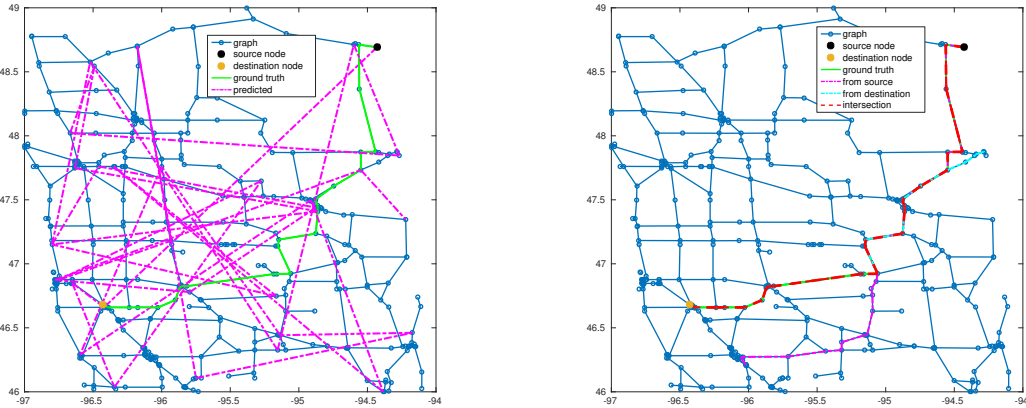 49
48.5
48
47.5
47
46.5
46
-97
-96.5
-96
-95.5
-95
-94.5
-94
graph
source node
destination node
ground truth
predicted
49
48.5
48
47.5
47
46.5
46
-97
-96.5
-96
-95.5
-95
-94.5
-94
graph
source node
destination node
ground truth
from source
from destination
intersection